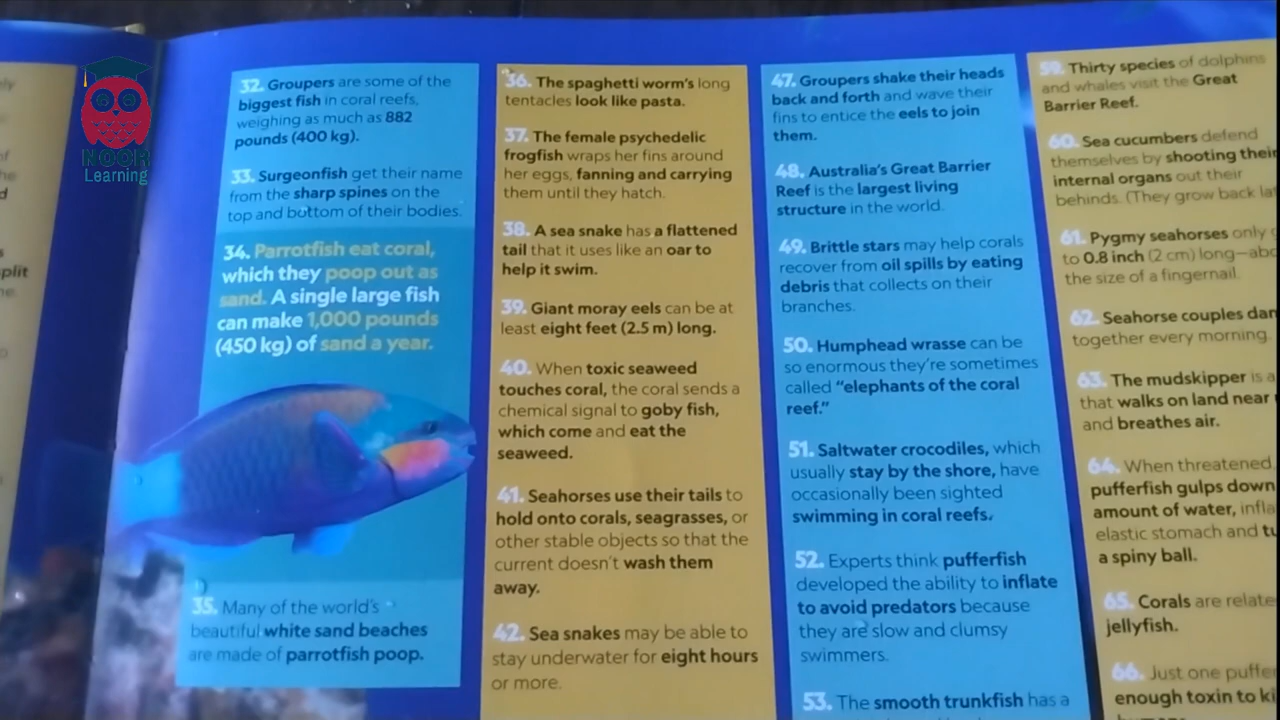 NOOR
Learning
split
32. Groupers are some of the
biggest fish in coral reefs,
weighing as much as 882
pounds (400 kg).
33. Surgeonfish get their name
from the sharp spines on the
top and bottom of their bodies.
34. Parrotfish eat coral,
which they poop out as
sand. A single large fish
can make 1,000 pounds
(450 kg) of sand a year.
35. Many of the world's
beautiful white sand beaches
are made of parrotfish poop.
36. The spaghetti worm's long
tentacles look like pasta.
37. The female psychedelic
frogfish wraps her fins around
her eggs, fanning and carrying
them until they hatch.
38. A sea snake has a flattened
tail that it uses like an oar to
help it swim.
39. Giant moray eels can be at
least eight feet (2.5 m) long.
40. When toxic seaweed
touches coral, the coral sends a
chemical signal to goby fish,
which come and eat the
seaweed.
41. Seahorses use their tails to
hold onto corals, seagrasses, or
other stable objects so that the
current doesn't wash them
away.
42. Sea snakes may be able to
stay underwater for eight hours
or more.
47. Groupers shake their heads
back and forth and wave their
fins to entice the eels to join
them.
48. Australia's Great Barrier
Reef is the largest living
structure in the world.
49. Brittle stars may help corals
recover from oil spills by eating
debris that collects on their
branches.
50. Humphead wrasse can be
so enormous they're sometimes
called "elephants of the coral
reef."
51. Saltwater crocodiles, which
usually stay by the shore, have
occasionally been sighted
swimming in coral reefs.
52. Experts think pufferfish
developed the ability to inflate
to avoid predators because
they are slow and clumsy
swimmers.
53. The smooth trunkfish has a
59. Thirty species of dolphins
and whales visit the Great
Barrier Reef.
60. Sea cucumbers defend
themselves by shooting their
internal organs out their
behinds. (They grow back
61. Pygmy seahorses only
to 0.8 inch (2 cm) long—
the size of a fingernail.
62. Seahorse couples
together every morning.
63. The mudskipper is a
that walks on land near
and breathes air.
64. When threatened
pufferfish gulps down
amount of water,
elastic stomach and
a spiny ball.
65. Corals are
jellyfish.
66. Just one
enough toxin to